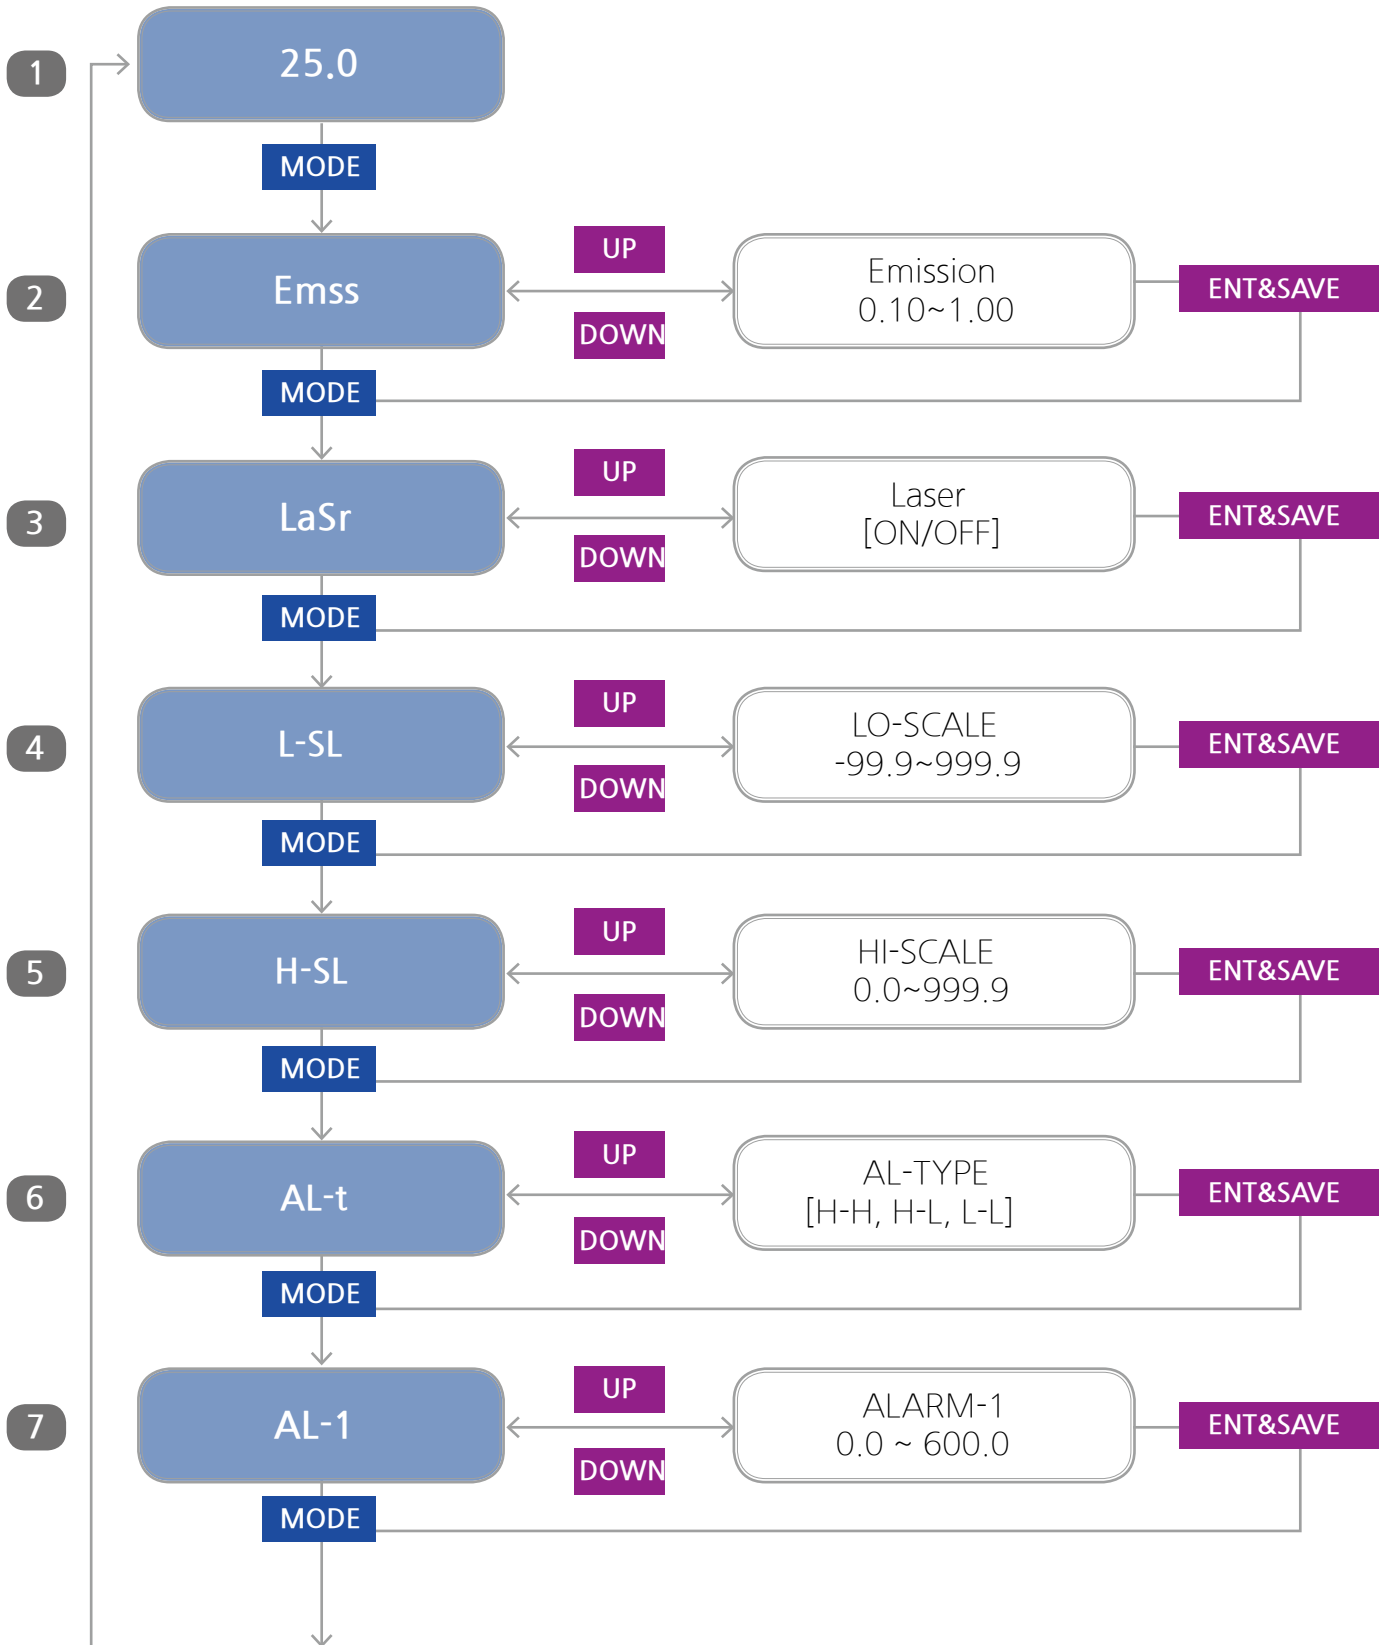 1
25.0
MODE
2
Emss
UP
DOWN
Emission
0.10~1.00
ENT&SAVE
MODE
3
LaSr
UP
DOWN
Laser
[ON/OFF]
ENT&SAVE
MODE
4
L-SL
UP
DOWN
LO-SCALE
-99.9~999.9
ENT&SAVE
MODE
5
H-SL
UP
DOWN
HI-SCALE
0.0~999.9
ENT&SAVE
MODE
6
AL-t
UP
DOWN
AL-TYPE
[H-H, H-L, L-L]
ENT&SAVE
MODE
7
AL-1
UP
DOWN
ALARM-1
0.0 ~ 600.0
ENT&SAVE
MODE